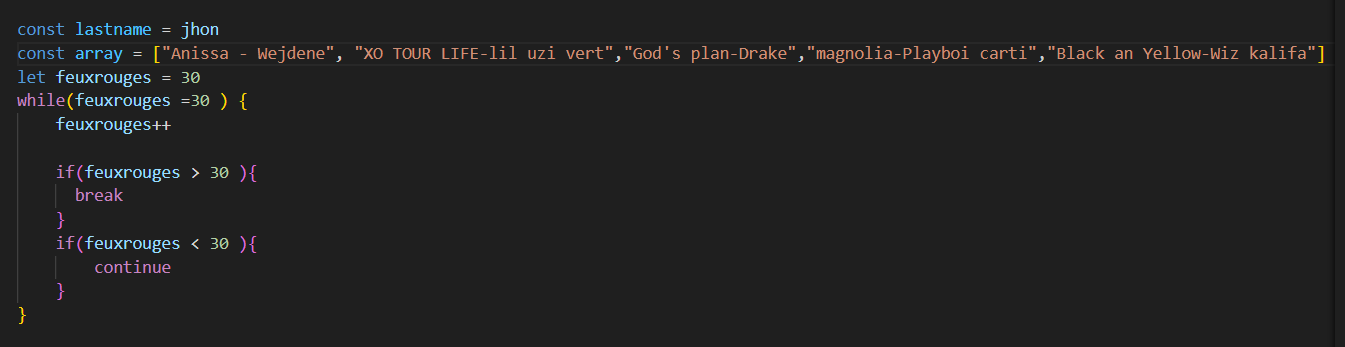 const lastname = jhon
const array = ["Anissa - Wejdene", "XO TOUR LIFE-lil uzi vert","God's plan-Drake","magnolia-Playboi carti","Black an Yellow-Wiz kalifa"]
let feuxrouges = 30
while(feuxrouges =30 ) {
    feuxrouges++
    if(feuxrouges > 30 ){
      break
    }
    if(feuxrouges < 30 ){
        continue
    }
}